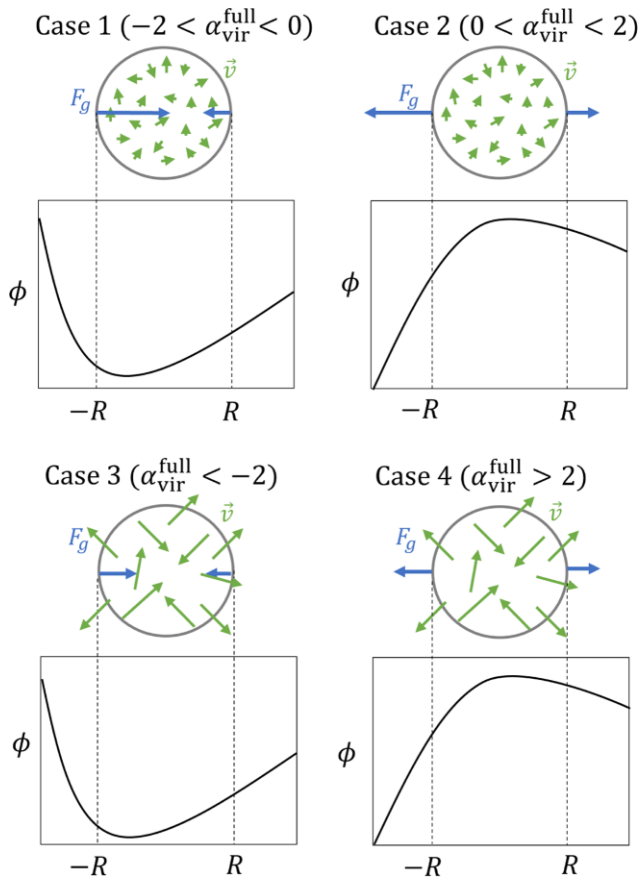 Case 1 (−2 < α_vir^full < 0)
Case 2 (0 < α_vir^full < 2)
F_g
v⃗
F_g
v⃗
ϕ
−R
R
ϕ
−R
R
Case 3 (α_vir^full < −2)
Case 4 (α_vir^full > 2)
F_g
v⃗
F_g
v⃗
ϕ
−R
R
ϕ
−R
R